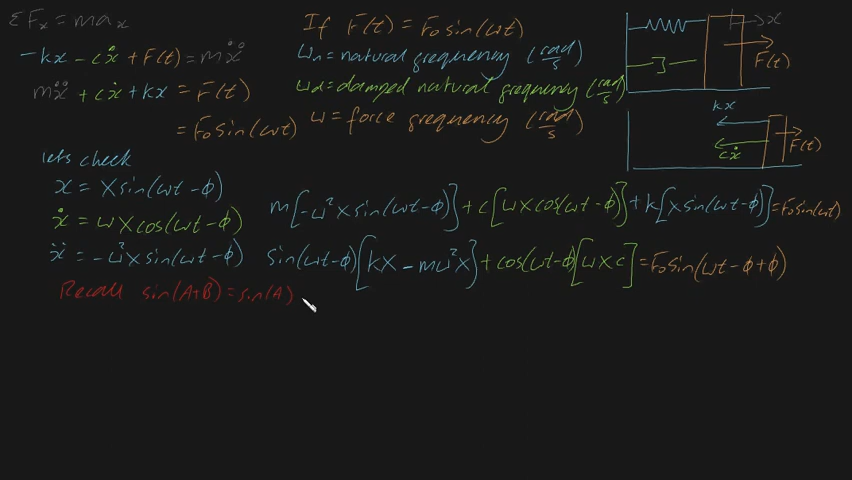 ΣFx = max
-kx - cẋ + F(t) = mẍ
mẍ + cẋ + kx = F(t)
= F₀sin(ωt)
If F(t) = F₀sin(ωt)
ωn = natural frequency (rad/s)
ωd = damped natural frequency (rad/s)
ω = force frequency (rad/s)
x
F(t)
kx
cẋ
F(t)
lets check
x = Xsin(ωt-φ)
ẋ = ωXcos(ωt-φ)
ẍ = -ω²Xsin(ωt-φ)
m[-ω²Xsin(ωt-φ)] + c[ωXcos(ωt-φ)] + k[Xsin(ωt-φ)] = F₀sin(ωt)
sin(ωt-φ)[kX - mω²X] + cos(ωt-φ)[ωXc] = F₀sin(ωt-φ+φ)
Recall sin(A+B) = sin(A)